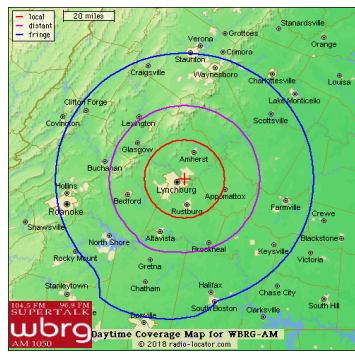 local
distant
fringe
20 miles
Stanardsville
Grottoes
Verona
Orange
Staunton
Crimora
Craigsville
Waynesboro
Charlottesville
Louisa
Lake Monticello
Clifton Forge
Covington
Lexington
Scottsville
Glasgow
Amherst
Buchanan
Lynchburg
Hollins
Bedford
Appomattox
Roanoke
Rustburg
Farmville
Crewe
Shawsville
North Shore
Altavista
Brookneal
Blackstone
Keysville
Victoria
Rocky Mount
Gretna
Stanleytown
Chatham
Halifax
Chase City
South Boston
South Hill
Clarksville
Danville
104.5 FM 96.9 FM
SUPERTALK
wbrg
AM 1050
Daytime Coverage Map for WBRG-AM
© 2018 radio-locator.com